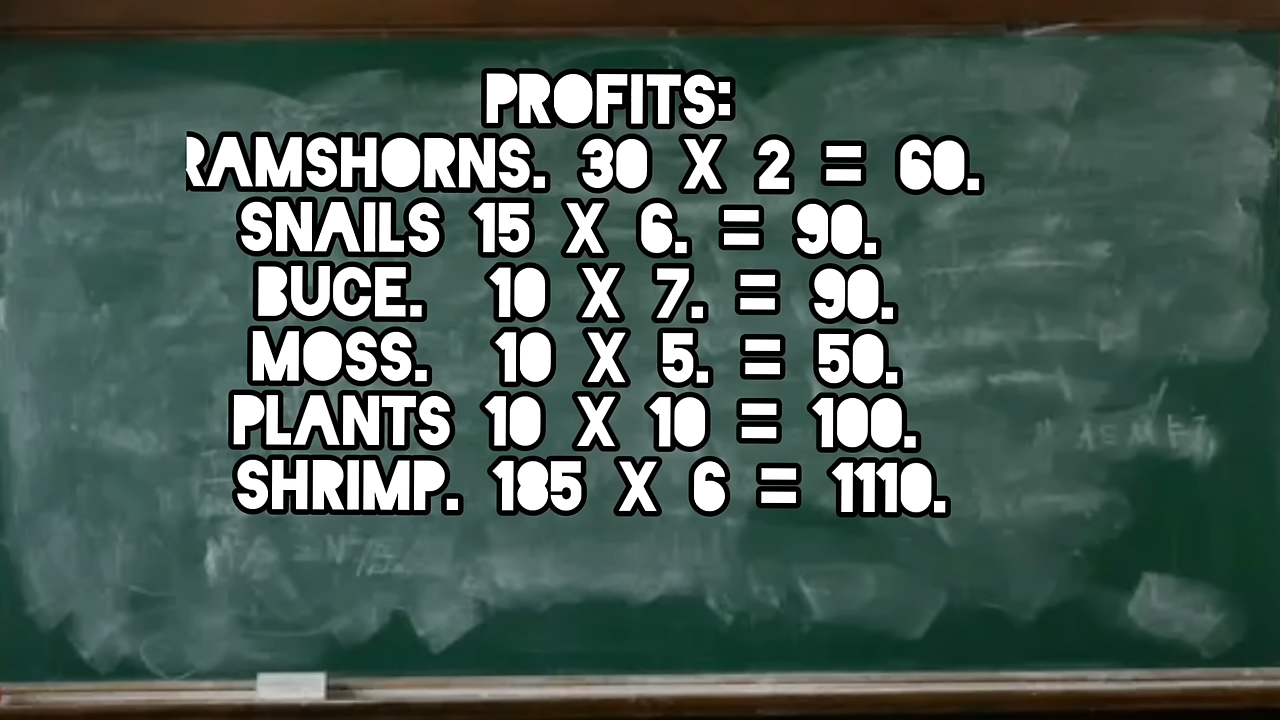 PROFITS:
RAMSHORNS. 30 X 2 = 60.
SNAILS 15 X 6. = 90.
BUCE. 10 X 7. = 90.
MOSS. 10 X 5. = 50.
PLANTS 10 X 10 = 100.
SHRIMP. 185 X 6 = 1110.